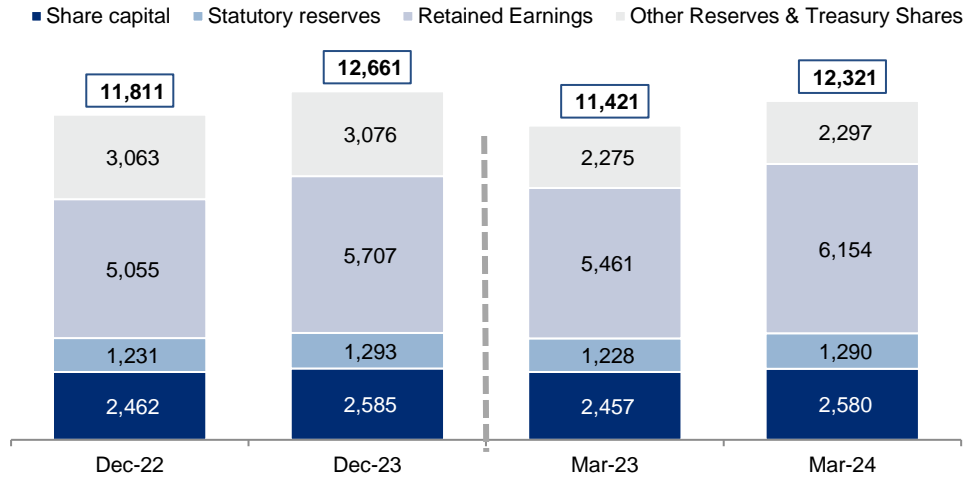 Share capital Statutory reserves Retained Earnings Other Reserves & Treasury Shares
11,811 12,661 11,421 12,321
3,063 3,076 2,275 2,297
5,055 5,707 5,461 6,154
1,231 1,293 1,228 1,290
2,462 2,585 2,457 2,580
Dec-22 Dec-23 Mar-23 Mar-24